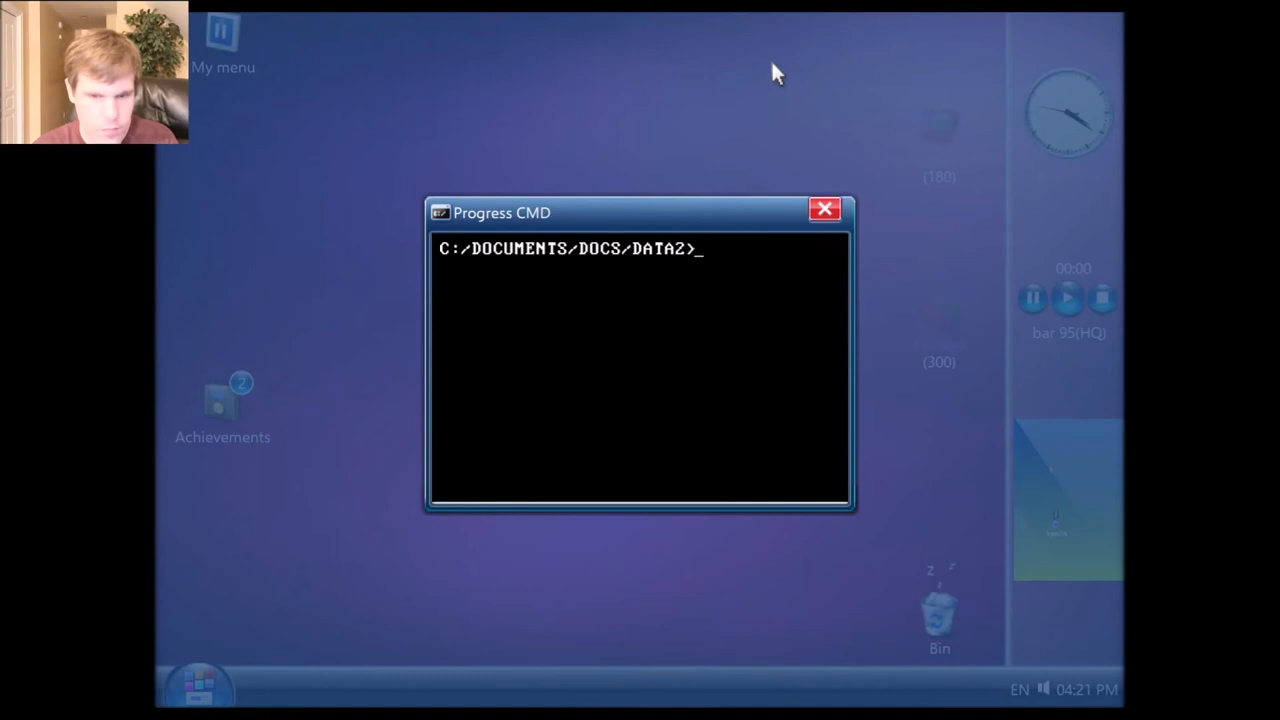 My menu
(180)
Progress CMD
C:/DOCUMENTS/DOCS/DATA2>_
00:00
bar 95(HQ)
(300)
2
Achievements
z z
z
Bin
EN 04:21 PM